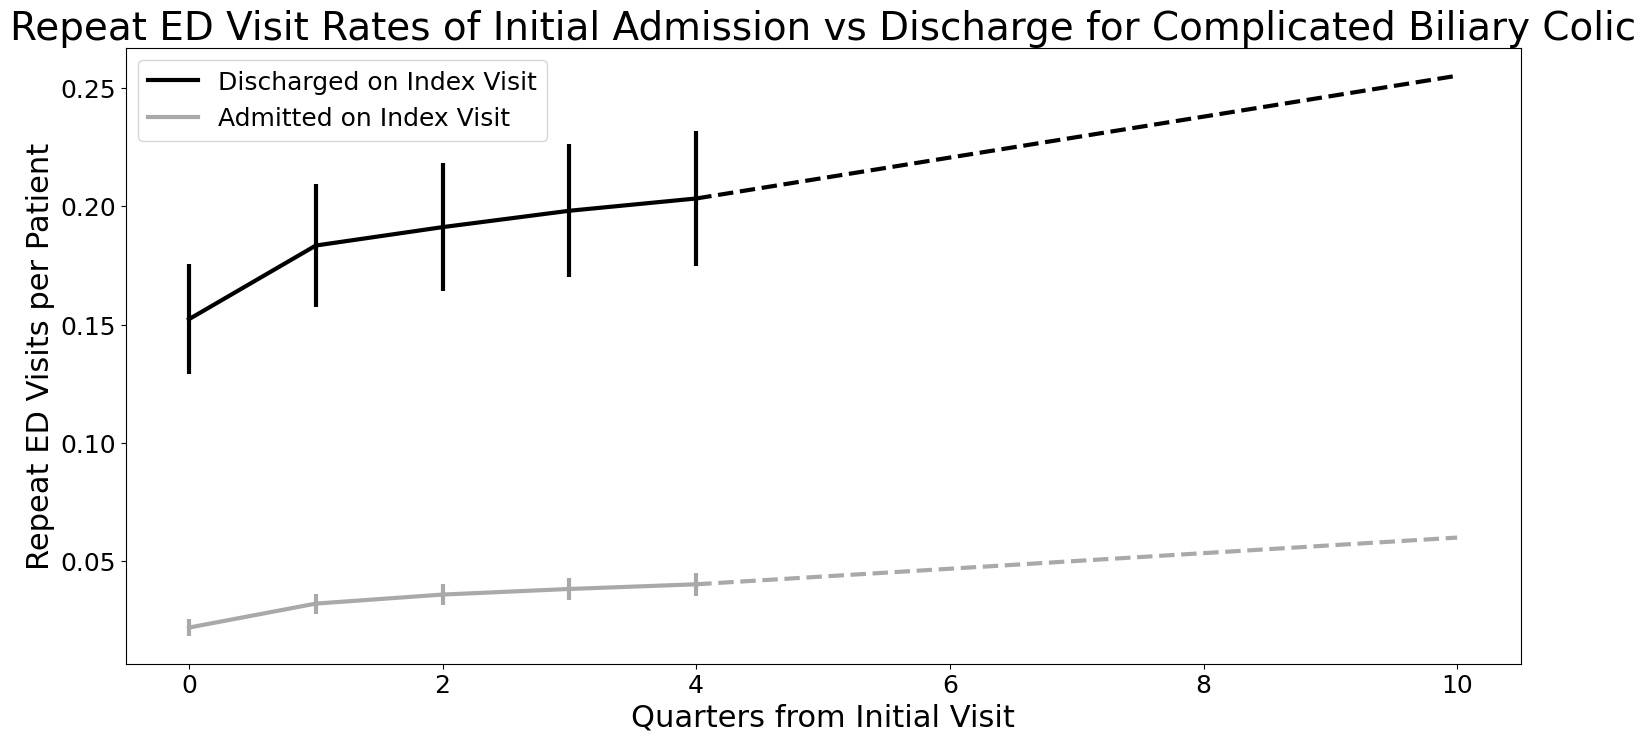 Repeat ED Visit Rates of Initial Admission vs Discharge for Complicated Biliary Colic
Discharged on Index Visit
Admitted on Index Visit
Repeat ED Visits per Patient
0.25
0.20
0.15
0.10
0.05
0 2 4 6 8 10
Quarters from Initial Visit